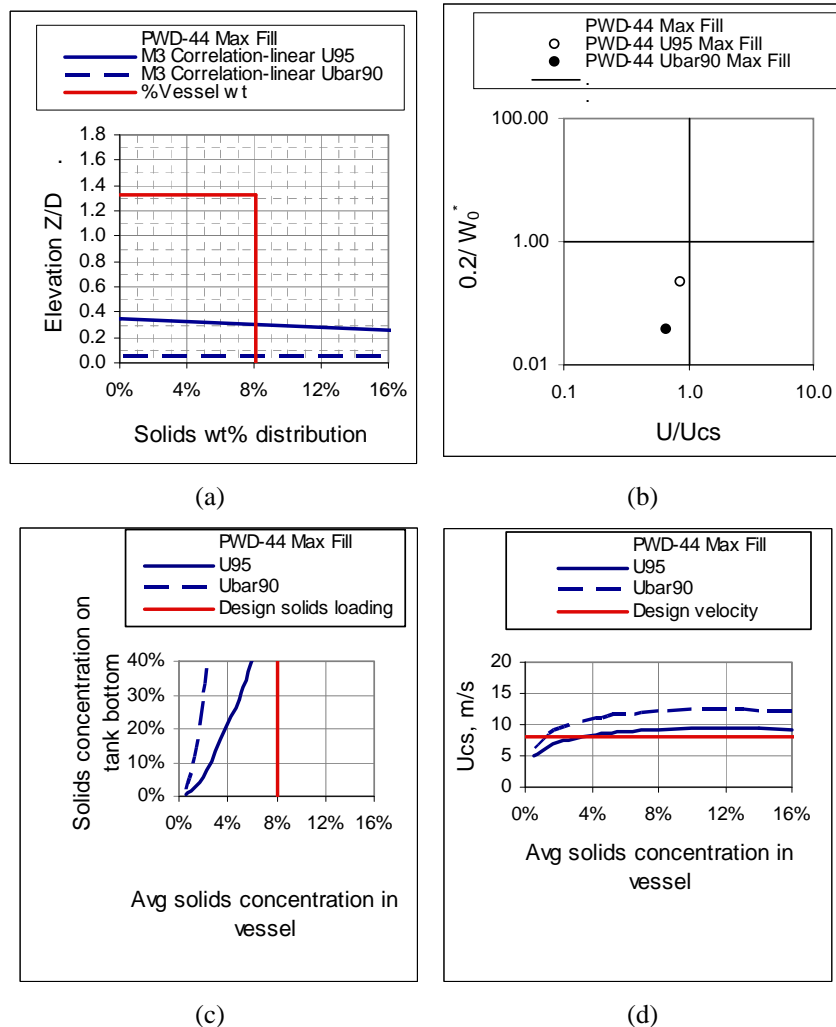 PWD-44 Max Fill
M3 Correlation-linear U95
M3 Correlation-linear Ubar90
%Vessel wt
Elevation Z/D
1.8
1.6
1.4
1.2
1.0
0.8
0.6
0.4
0.2
0.0
0% 4% 8% 12% 16%
Solids wt% distribution
(a)
PWD-44 Max Fill
PWD-44 U95 Max Fill
PWD-44 Ubar90 Max Fill
0.2/ W0*
100.00
1.00
0.01
0.1 1.0 10.0
U/Ucs
(b)
PWD-44 Max Fill
U95
Ubar90
Design solids loading
Solids concentration on
tank bottom
40%
30%
20%
10%
0%
0% 4% 8% 12% 16%
Avg solids concentration in
vessel
(c)
PWD-44 Max Fill
U95
Ubar90
Design velocity
Ucs, m/s
20
15
10
5
0
0% 4% 8% 12% 16%
Avg solids concentration in
vessel
(d)